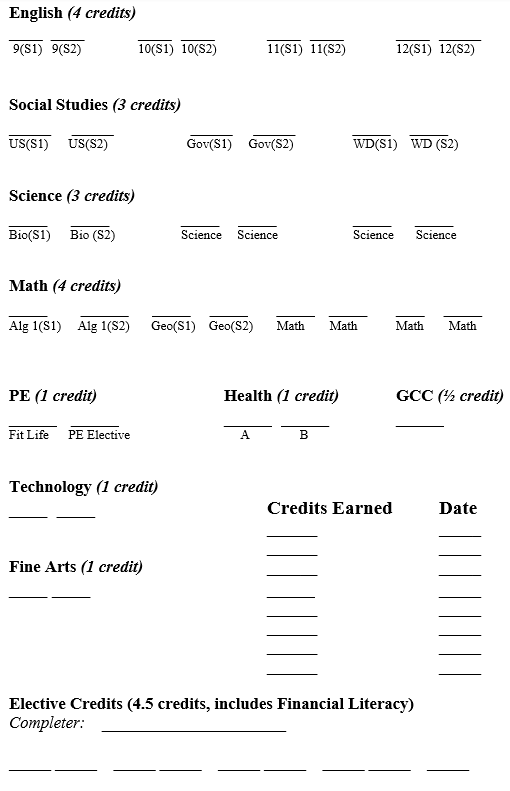 English (4 credits)
9(S1) 9(S2) 10(S1) 10(S2) 11(S1) 11(S2) 12(S1) 12(S2)
Social Studies (3 credits)
US(S1) US(S2) Gov(S1) Gov(S2) WD(S1) WD (S2)
Science (3 credits)
Bio(S1) Bio (S2) Science Science Science Science
Math (4 credits)
Alg 1(S1) Alg 1(S2) Geo(S1) Geo(S2) Math Math Math Math
PE (1 credit) Health (1 credit) GCC (½ credit)
Fit Life PE Elective A B
Technology (1 credit)
Credits Earned Date
Fine Arts (1 credit)
Elective Credits (4.5 credits, includes Financial Literacy)
Completer: